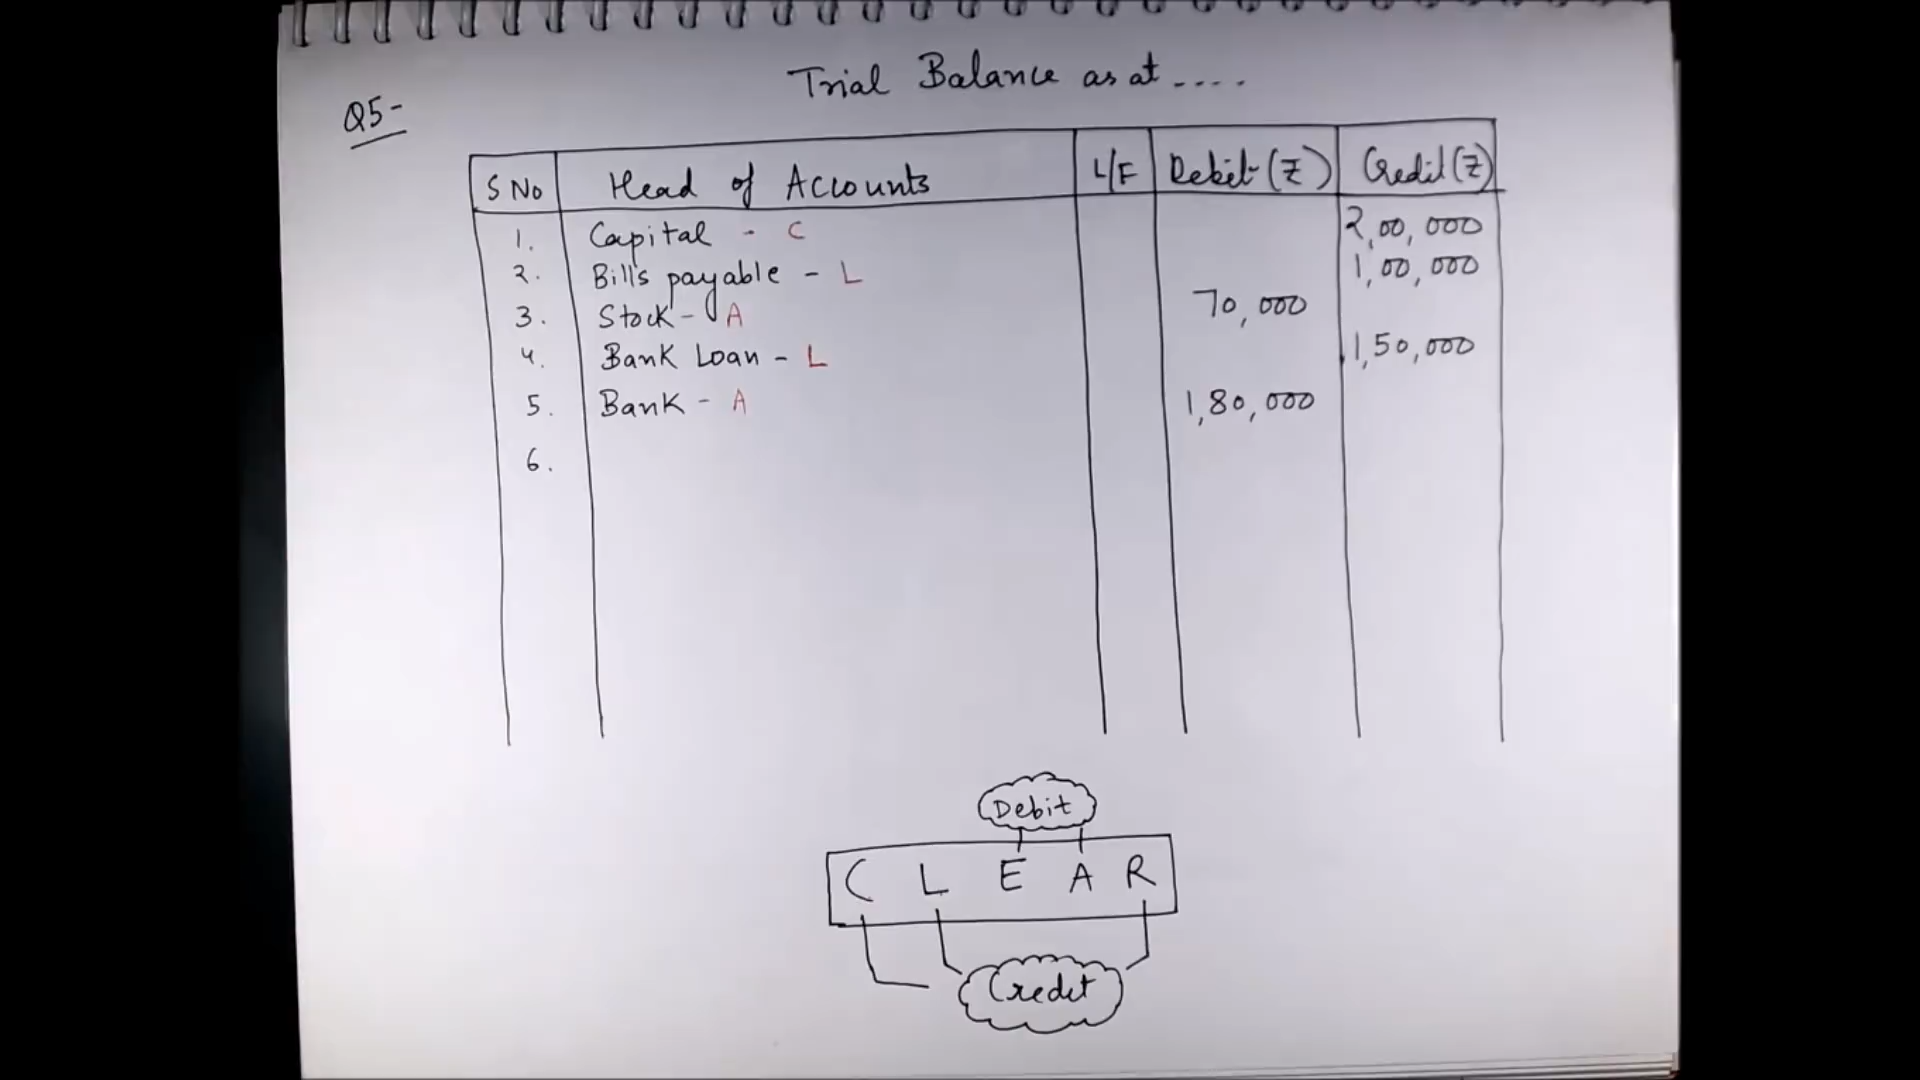 Trial Balance as at ....
Q5-
S No Head of Accounts L/F Debit (₹) Credit (₹)
1. Capital - C 2,00,000
2. Bills payable - L 1,00,000
3. Stock - A 70,000
4. Bank Loan - L 1,50,000
5. Bank - A 1,80,000
6.
Debit
C L E A R
Credit